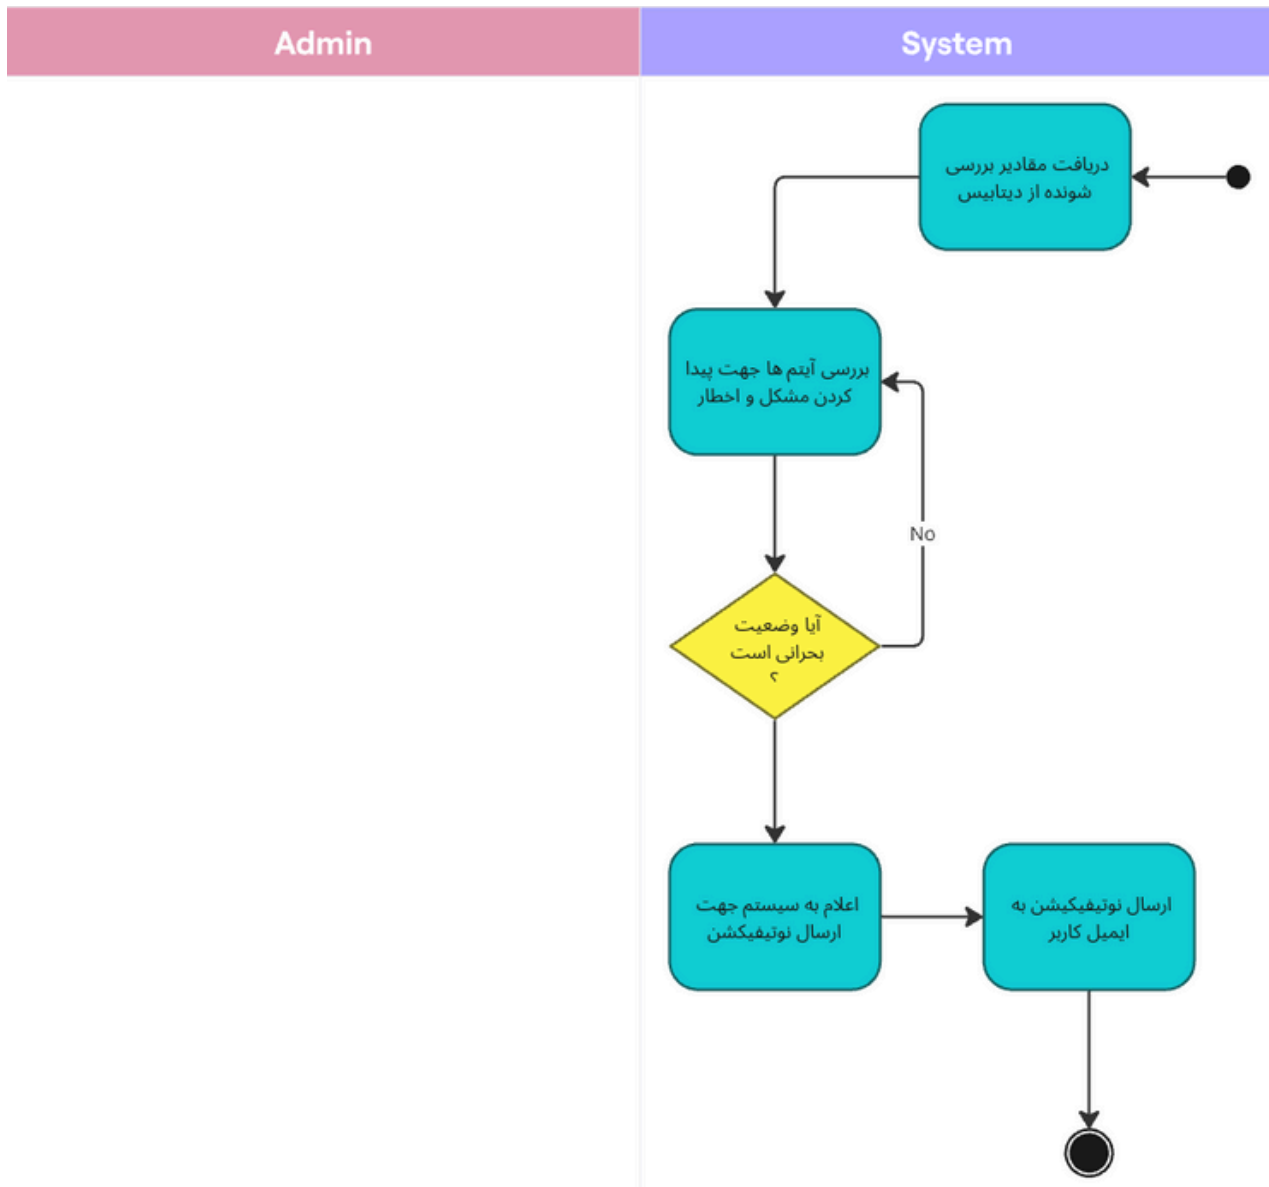 Admin
System
دریافت مقادیر بررسی
شونده از دیتابیس
بررسی آیتم ها جهت پیدا
کردن مشکل و اخطار
No
آیا وضعیت
بحرانی است
؟
اعلام به سیستم جهت
ارسال نوتیفیکشن
ارسال نوتیفیکیشن به
ایمیل کاربر